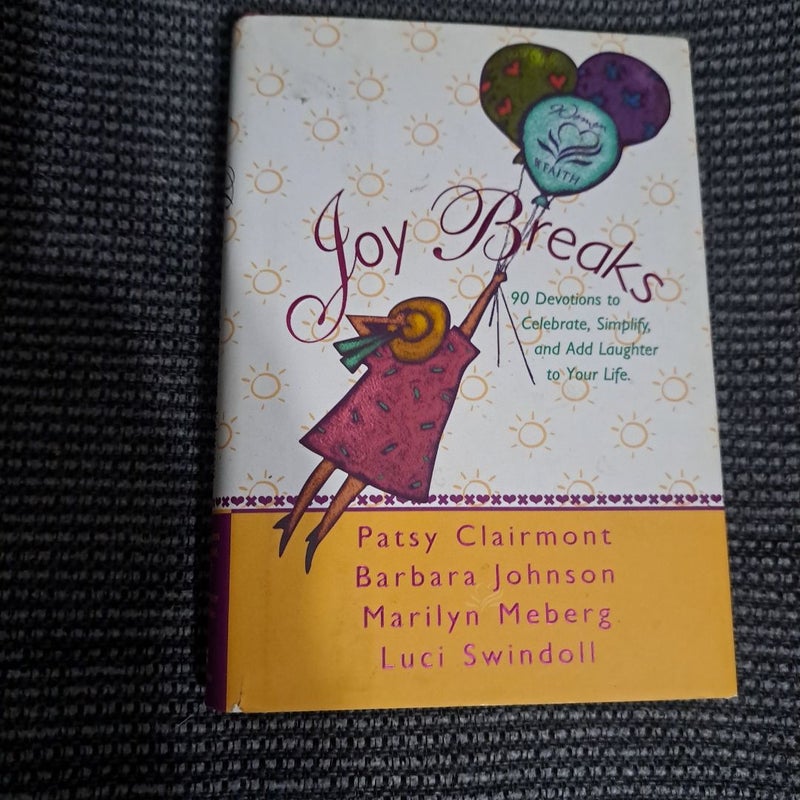 Women
of FAITH
Joy Breaks
90 Devotions to
Celebrate, Simplify,
and Add Laughter
to Your Life.
Patsy Clairmont
Barbara Johnson
Marilyn Meberg
Luci Swindoll